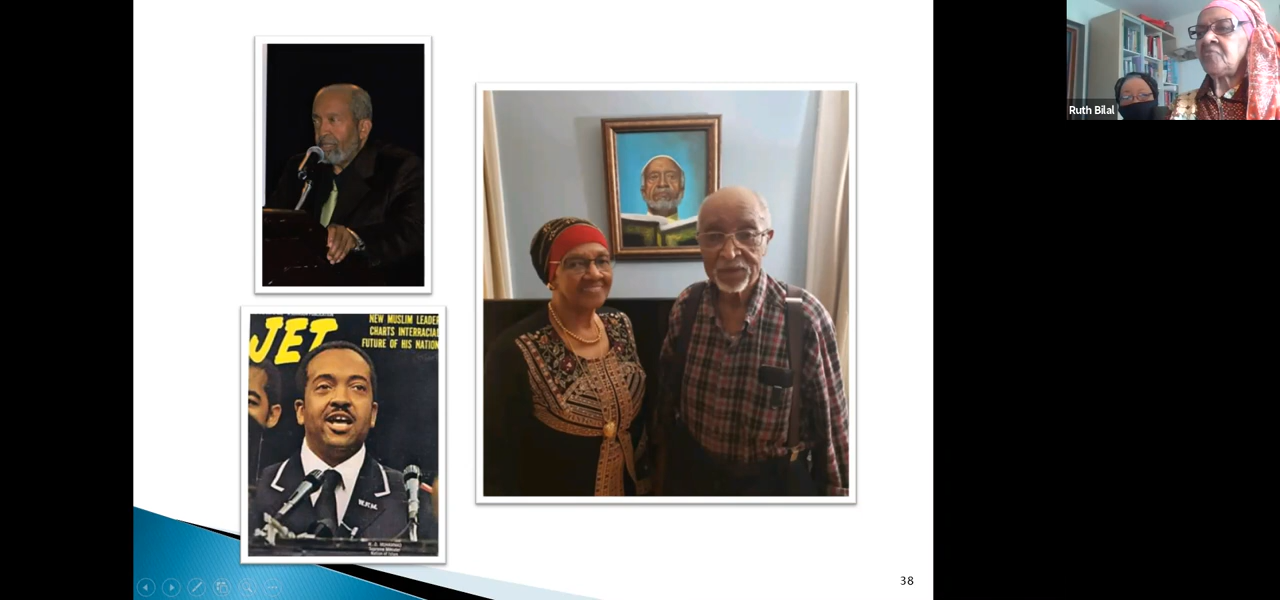 JET
NEW MUSLIM LEADER
CHARTS INTERRACIAL
FUTURE OF HIS NATION
Ruth Bilal
38